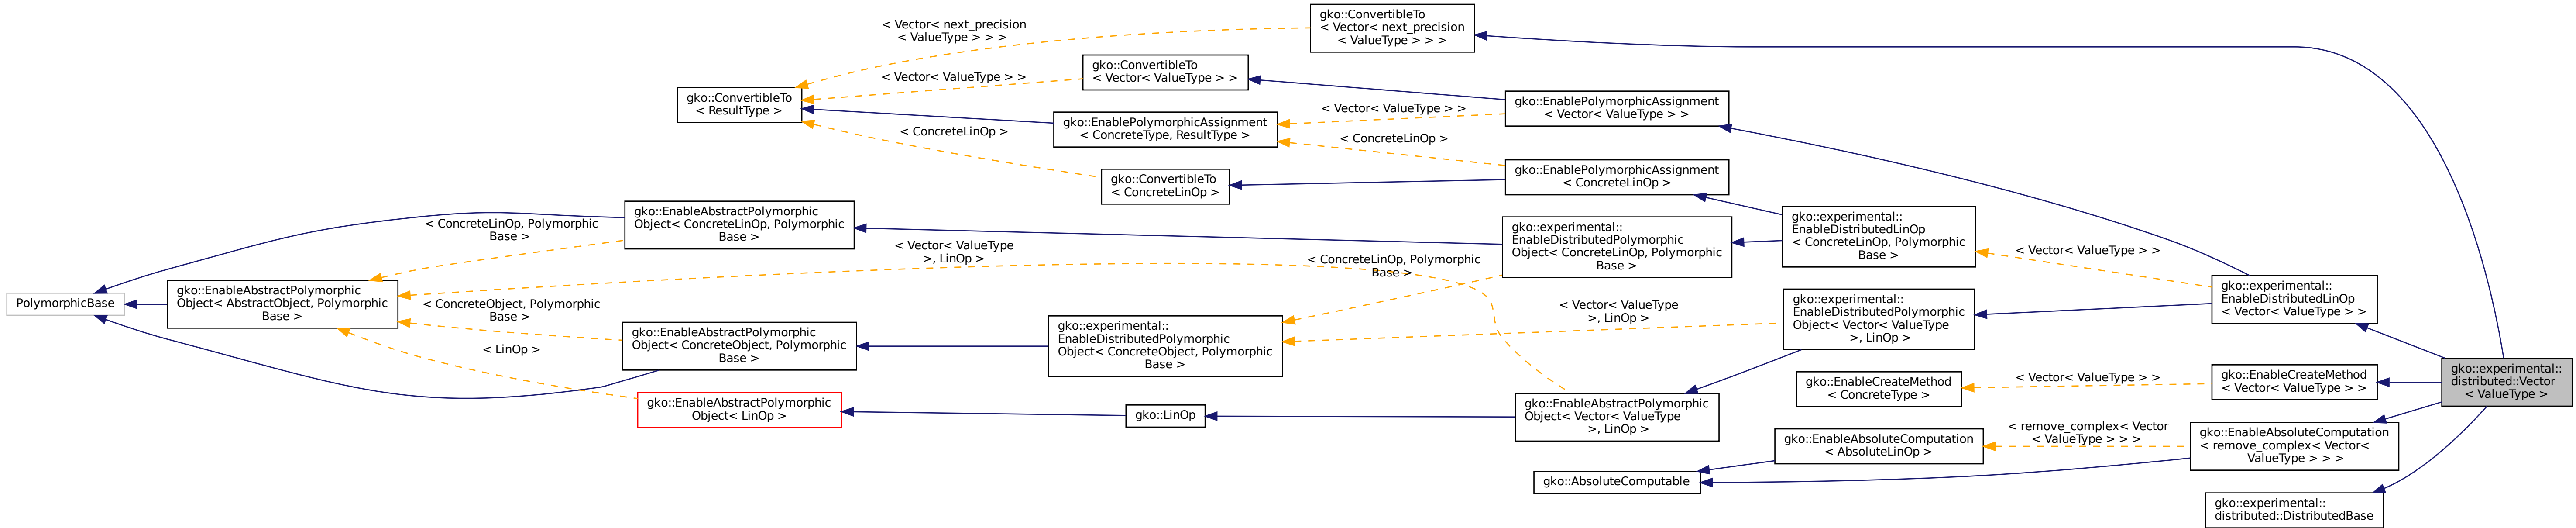 PolymorphicBase
gko::EnableAbstractPolymorphic
Object< AbstractObject, Polymorphic
Base >
< ConcreteLinOp, Polymorphic
Base >
< ConcreteObject, Polymorphic
Base >
< LinOp >
gko::EnableAbstractPolymorphic
Object< ConcreteLinOp, Polymorphic
Base >
gko::EnableAbstractPolymorphic
Object< ConcreteObject, Polymorphic
Base >
gko::EnableAbstractPolymorphic
Object< LinOp >
gko::ConvertibleTo
< ResultType >
< Vector< next_precision
< ValueType > > >
< Vector< ValueType > >
< ConcreteLinOp >
< Vector< ValueType
>, LinOp >
gko::ConvertibleTo
< Vector< ValueType > >
gko::EnablePolymorphicAssignment
< ConcreteType, ResultType >
gko::ConvertibleTo
< ConcreteLinOp >
gko::experimental::
EnableDistributedPolymorphic
Object< ConcreteObject, Polymorphic
Base >
gko::LinOp
gko::ConvertibleTo
< Vector< next_precision
< ValueType > > >
< Vector< ValueType > >
< ConcreteLinOp >
< ConcreteLinOp, Polymorphic
Base >
gko::EnablePolymorphicAssignment
< Vector< ValueType > >
gko::EnablePolymorphicAssignment
< ConcreteLinOp >
gko::experimental::
EnableDistributedPolymorphic
Object< ConcreteLinOp, Polymorphic
Base >
< Vector< ValueType
>, LinOp >
gko::EnableAbstractPolymorphic
Object< Vector< ValueType
>, LinOp >
gko::AbsoluteComputable
gko::experimental::
EnableDistributedLinOp
< ConcreteLinOp, Polymorphic
Base >
gko::experimental::
EnableDistributedPolymorphic
Object< Vector< ValueType
>, LinOp >
gko::EnableCreateMethod
< ConcreteType >
gko::EnableAbsoluteComputation
< AbsoluteLinOp >
< Vector< ValueType > >
< Vector< ValueType > >
< remove_complex< Vector
< ValueType > > >
gko::experimental::
EnableDistributedLinOp
< Vector< ValueType > >
gko::EnableCreateMethod
< Vector< ValueType > >
gko::EnableAbsoluteComputation
< remove_complex< Vector<
ValueType > > >
gko::experimental::
distributed::DistributedBase
gko::experimental::
distributed::Vector
< ValueType >